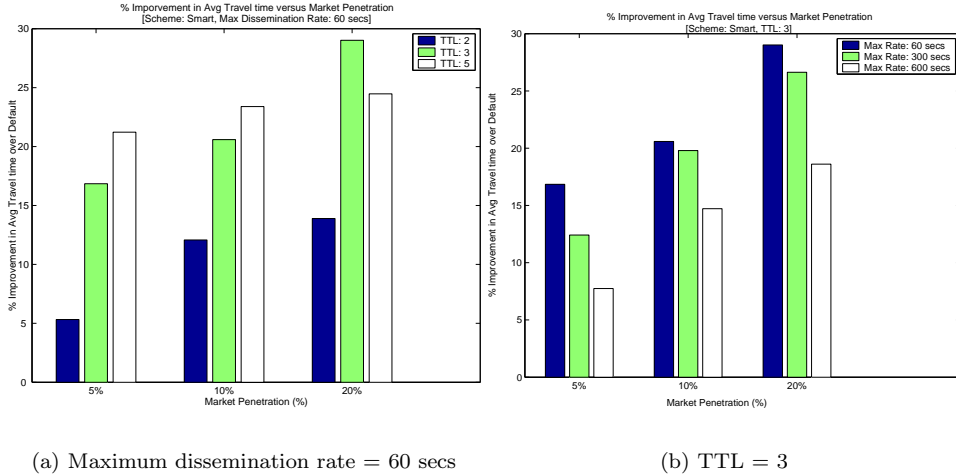 % Imporvement in Avg Travel time versus Market Penetration
[Scheme: Smart, Max Dissemination Rate: 60 secs]
TTL: 2
TTL: 3
TTL: 5
% Improvement in Avg Travel time over Default
30
25
20
15
10
5
0
5%
10%
20%
Market Penetration (%)
(a) Maximum dissemination rate = 60 secs
% Improvement in Avg Travel time versus Market Penetration
[Scheme: Smart, TTL: 3]
Max Rate: 60 secs
Max Rate: 300 secs
Max Rate: 600 secs
% Improvement in Avg Travel time over Default
30
25
20
15
10
5
0
5%
10%
20%
Market Penetration (%)
(b) TTL = 3